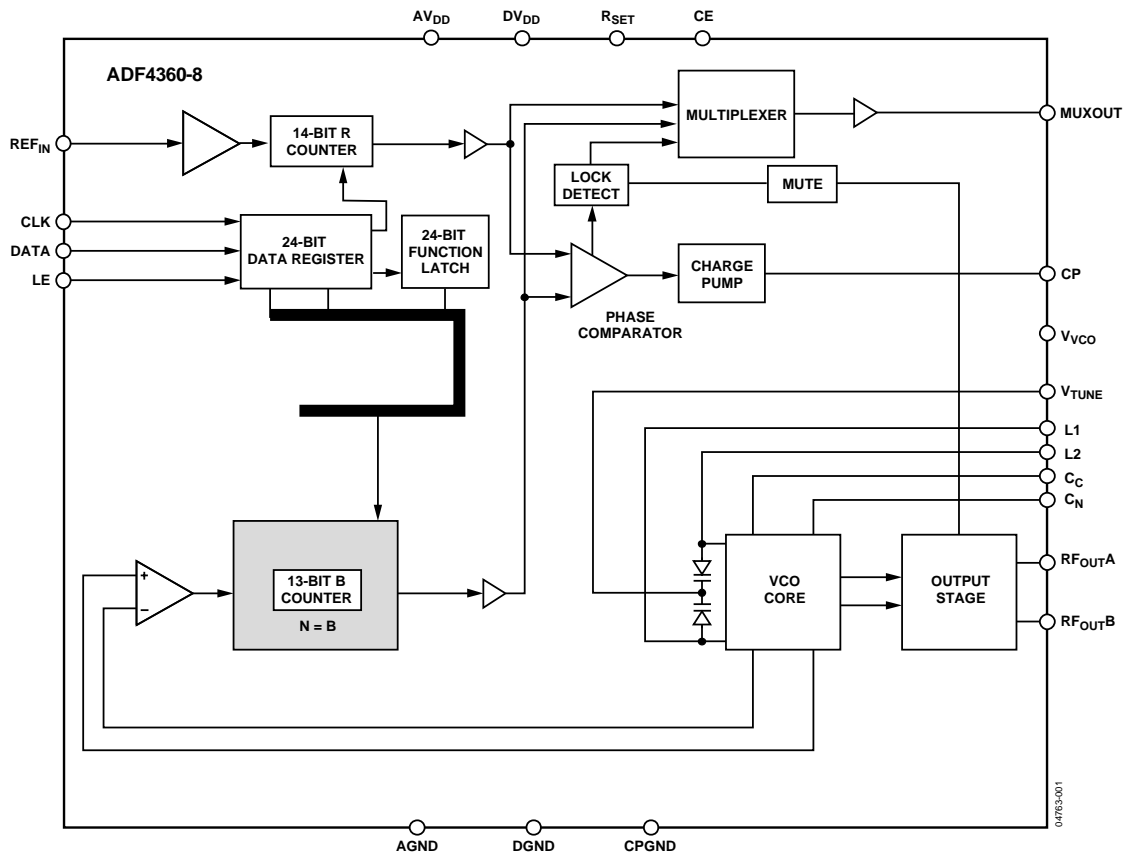 AVDD
DVDD
RSET
CE
ADF4360-8
MULTIPLEXER
MUXOUT
REFIN
14-BIT R
COUNTER
LOCK
DETECT
MUTE
CLK
DATA
LE
24-BIT
DATA REGISTER
24-BIT
FUNCTION
LATCH
CHARGE
PUMP
CP
PHASE
COMPARATOR
VVCO
VTUNE
L1
L2
CC
CN
+
–
13-BIT B
COUNTER
N = B
VCO
CORE
OUTPUT
STAGE
RFOUTA
RFOUTB
AGND
DGND
CPGND
04763-001